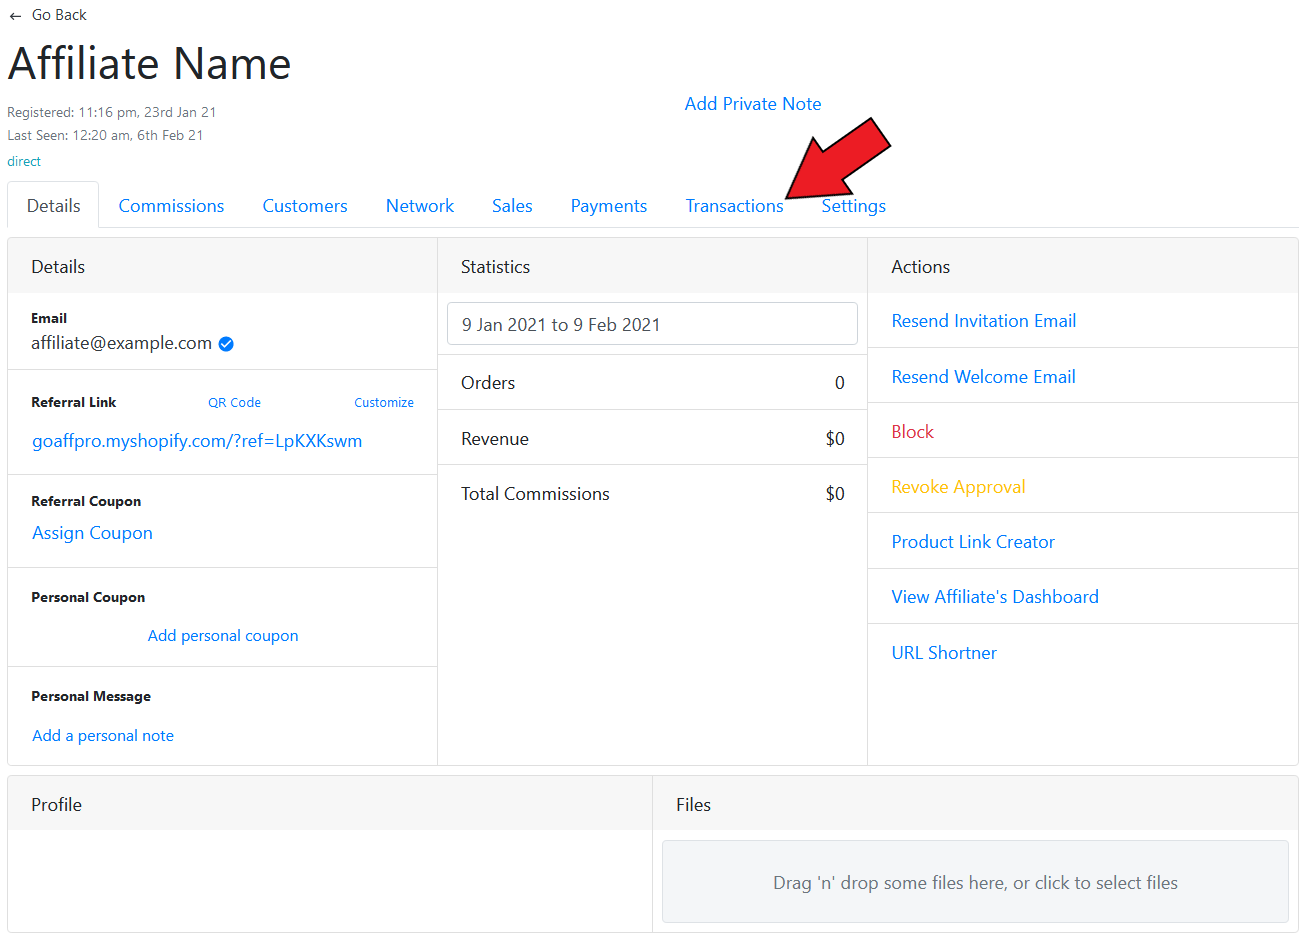 ← Go Back
Affiliate Name
Registered: 11:16 pm, 23rd Jan 21
Last Seen: 12:20 am, 6th Feb 21
direct
Add Private Note
Details Commissions Customers Network Sales Payments Transactions Settings
Details
Email
affiliate@example.com
Referral Link QR Code Customize
goaffpro.myshopify.com/?ref=LpKXKswm
Referral Coupon
Assign Coupon
Personal Coupon
Add personal coupon
Personal Message
Add a personal note
Statistics
9 Jan 2021 to 9 Feb 2021
Orders 0
Revenue $0
Total Commissions $0
Actions
Resend Invitation Email
Resend Welcome Email
Block
Revoke Approval
Product Link Creator
View Affiliate's Dashboard
URL Shortner
Profile
Files
Drag 'n' drop some files here, or click to select files